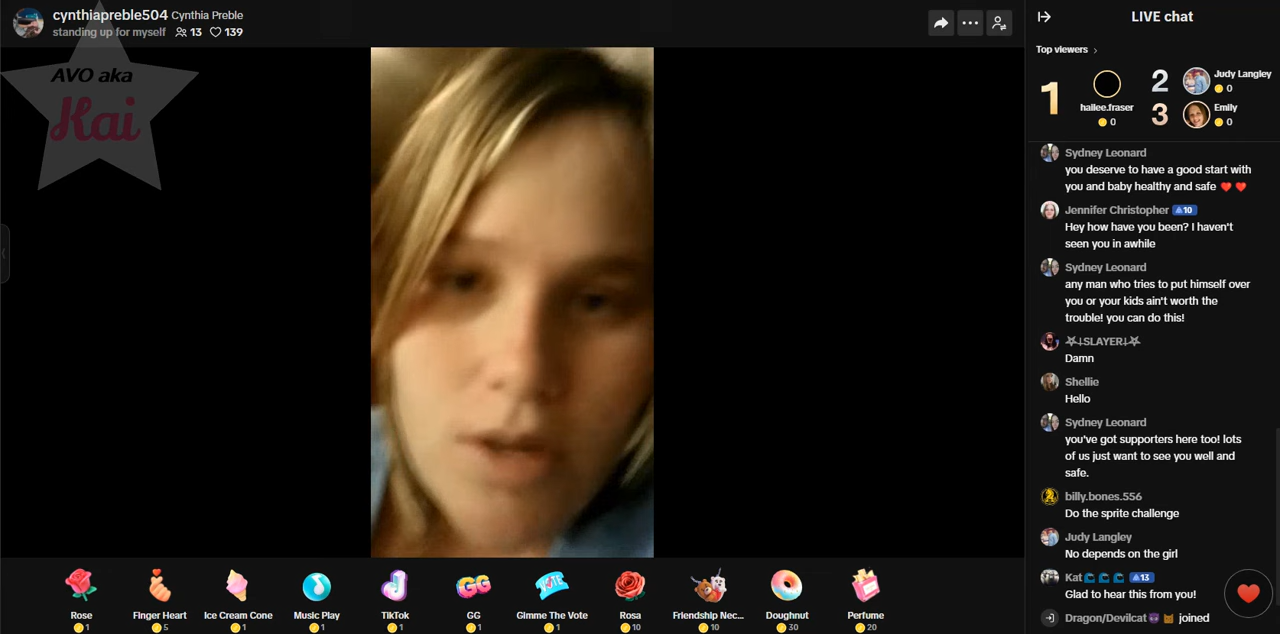 cynthiapreble504 Cynthia Preble
standing up for myself 13 139
AVO aka
Kai
LIVE chat
Top viewers
1
hailee.fraser
0
2
Judy Langley
0
3
Emily
0
Sydney Leonard
you deserve to have a good start with
you and baby healthy and safe
Jennifer Christopher 10
Hey how have you been? I haven't
seen you in awhile
Sydney Leonard
any man who tries to put himself over
you or your kids ain't worth the
trouble! you can do this!
SLAYER
Damn
Shellie
Hello
Sydney Leonard
you've got supporters here too! lots
of us just want to see you well and
safe.
billy.bones.556
Do the sprite challenge
Judy Langley
No depends on the girl
Kat 13
Glad to hear this from you!
Dragon/Devilcat joined
Rose
1
Finger Heart
5
Ice Cream Cone
1
Music Play
1
TikTok
1
GG
GG
1
VOTE
Gimme The Vote
1
Rosa
10
Friendship Nec...
10
Doughnut
30
Perfume
20